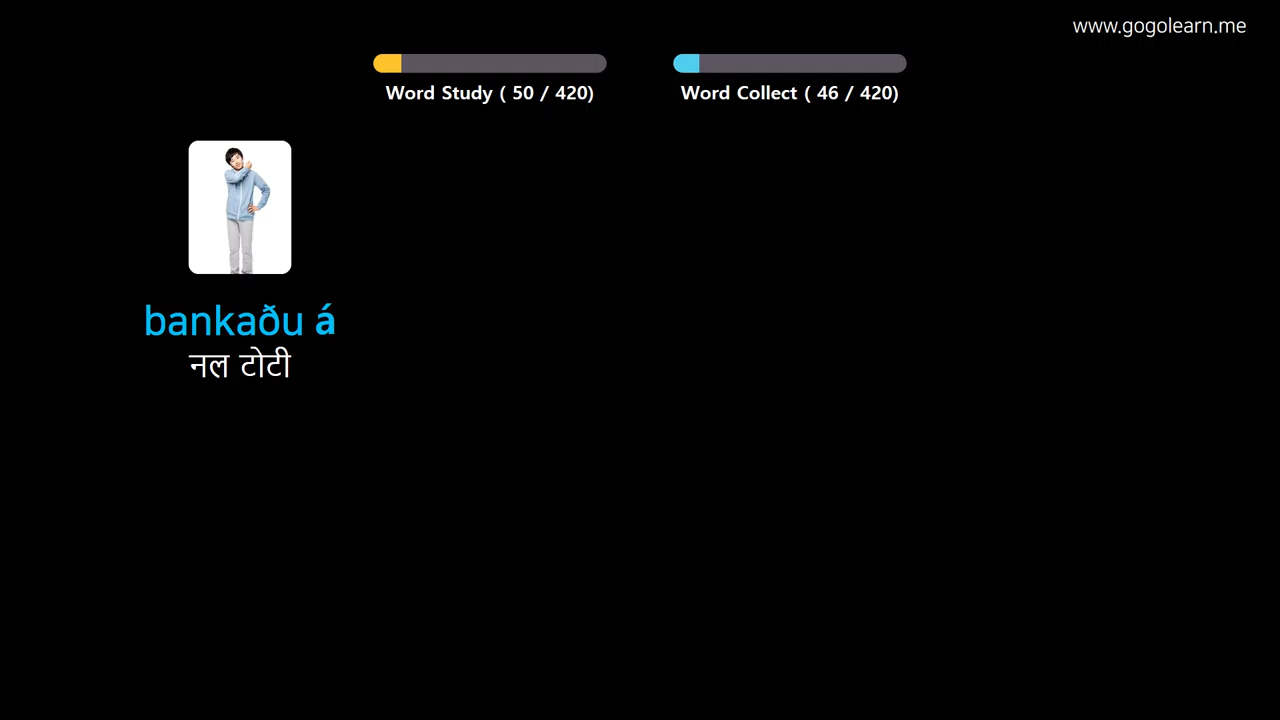 www.gogolearn.me
Word Study ( 50 / 420)
Word Collect ( 46 / 420)
bankaðu á
नल टोटी